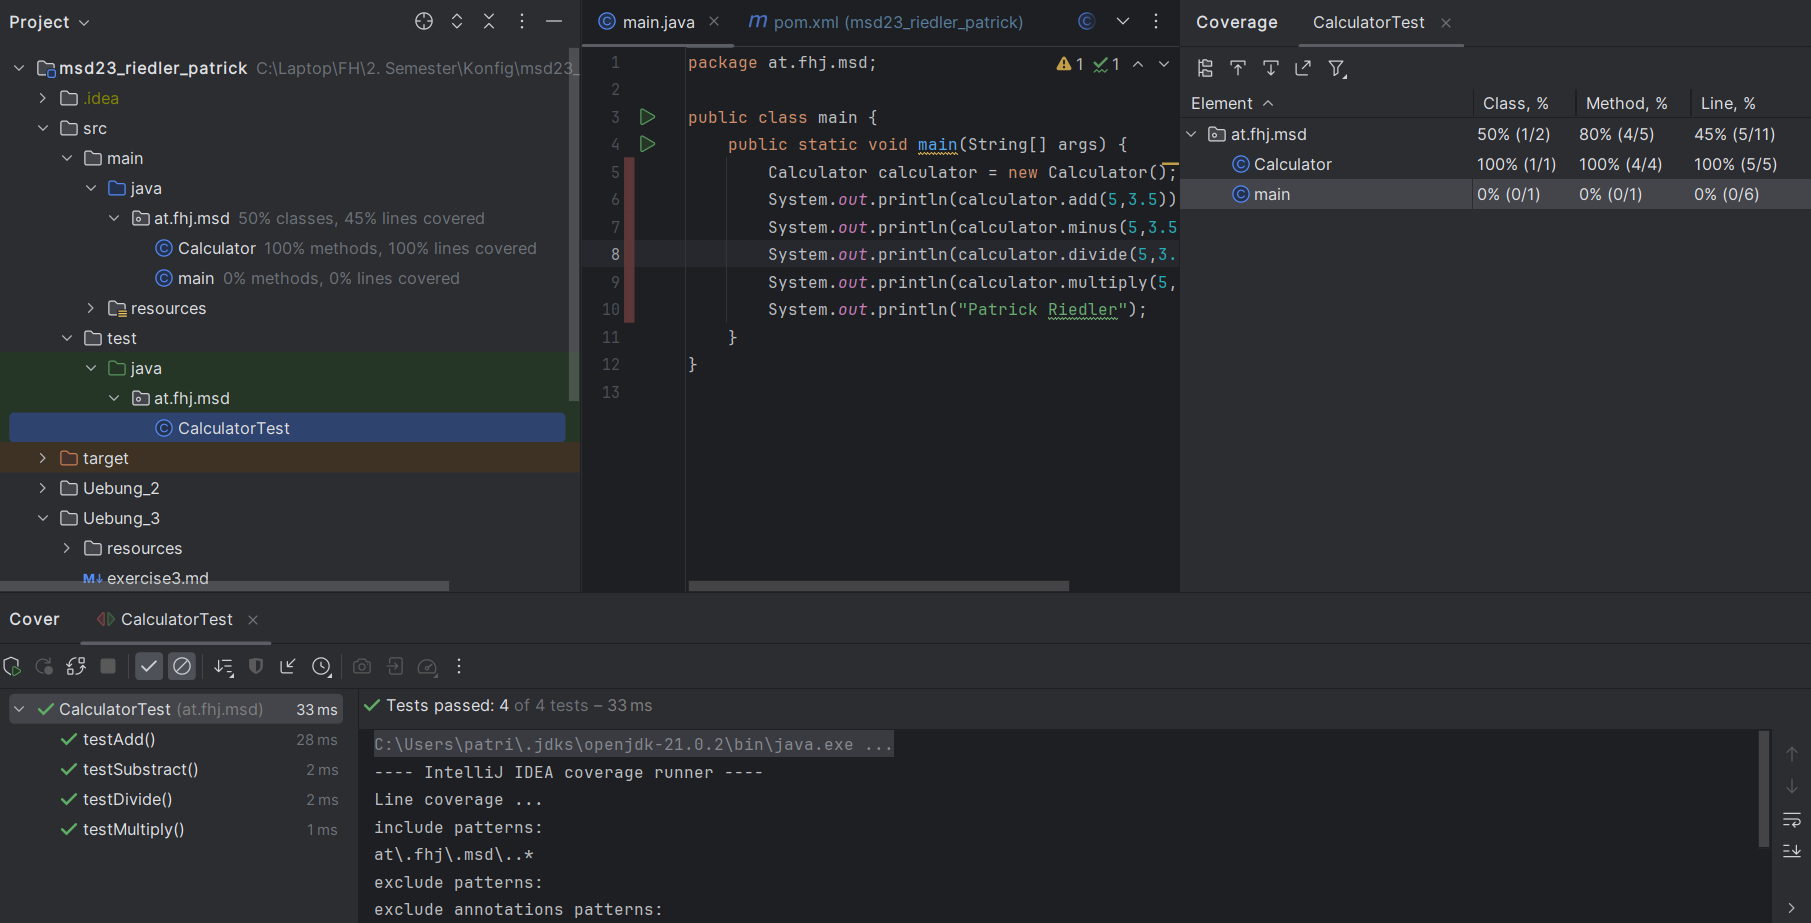 Project
msd23_riedler_patrick C:\Laptop\FH\2. Semester\Konfig\msd23_
.idea
src
main
java
at.fhj.msd 50% classes, 45% lines covered
Calculator 100% methods, 100% lines covered
main 0% methods, 0% lines covered
resources
test
java
at.fhj.msd
CalculatorTest
target
Uebung_2
Uebung_3
resources
M↓ exercise3.md
main.java
m pom.xml (msd23_riedler_patrick)
1 package at.fhj.msd;
1 1
2
3 public class main {
4 public static void main(String[] args) {
5 Calculator calculator = new Calculator();
6 System.out.println(calculator.add(5,3.5))
7 System.out.println(calculator.minus(5,3.5
8 System.out.println(calculator.divide(5,3.
9 System.out.println(calculator.multiply(5,
10 System.out.println("Patrick Riedler");
11 }
12 }
13
Coverage CalculatorTest
Element Class, % Method, % Line, %
at.fhj.msd 50% (1/2) 80% (4/5) 45% (5/11)
Calculator 100% (1/1) 100% (4/4) 100% (5/5)
main 0% (0/1) 0% (0/1) 0% (0/6)
Cover CalculatorTest
CalculatorTest (at.fhj.msd) 33 ms
testAdd() 28 ms
testSubstract() 2 ms
testDivide() 2 ms
testMultiply() 1 ms
Tests passed: 4 of 4 tests – 33 ms
C:\Users\patri\.jdks\openjdk-21.0.2\bin\java.exe ...
---- IntelliJ IDEA coverage runner ----
Line coverage ...
include patterns:
at\.fhj\.msd\..*
exclude patterns:
exclude annotations patterns: